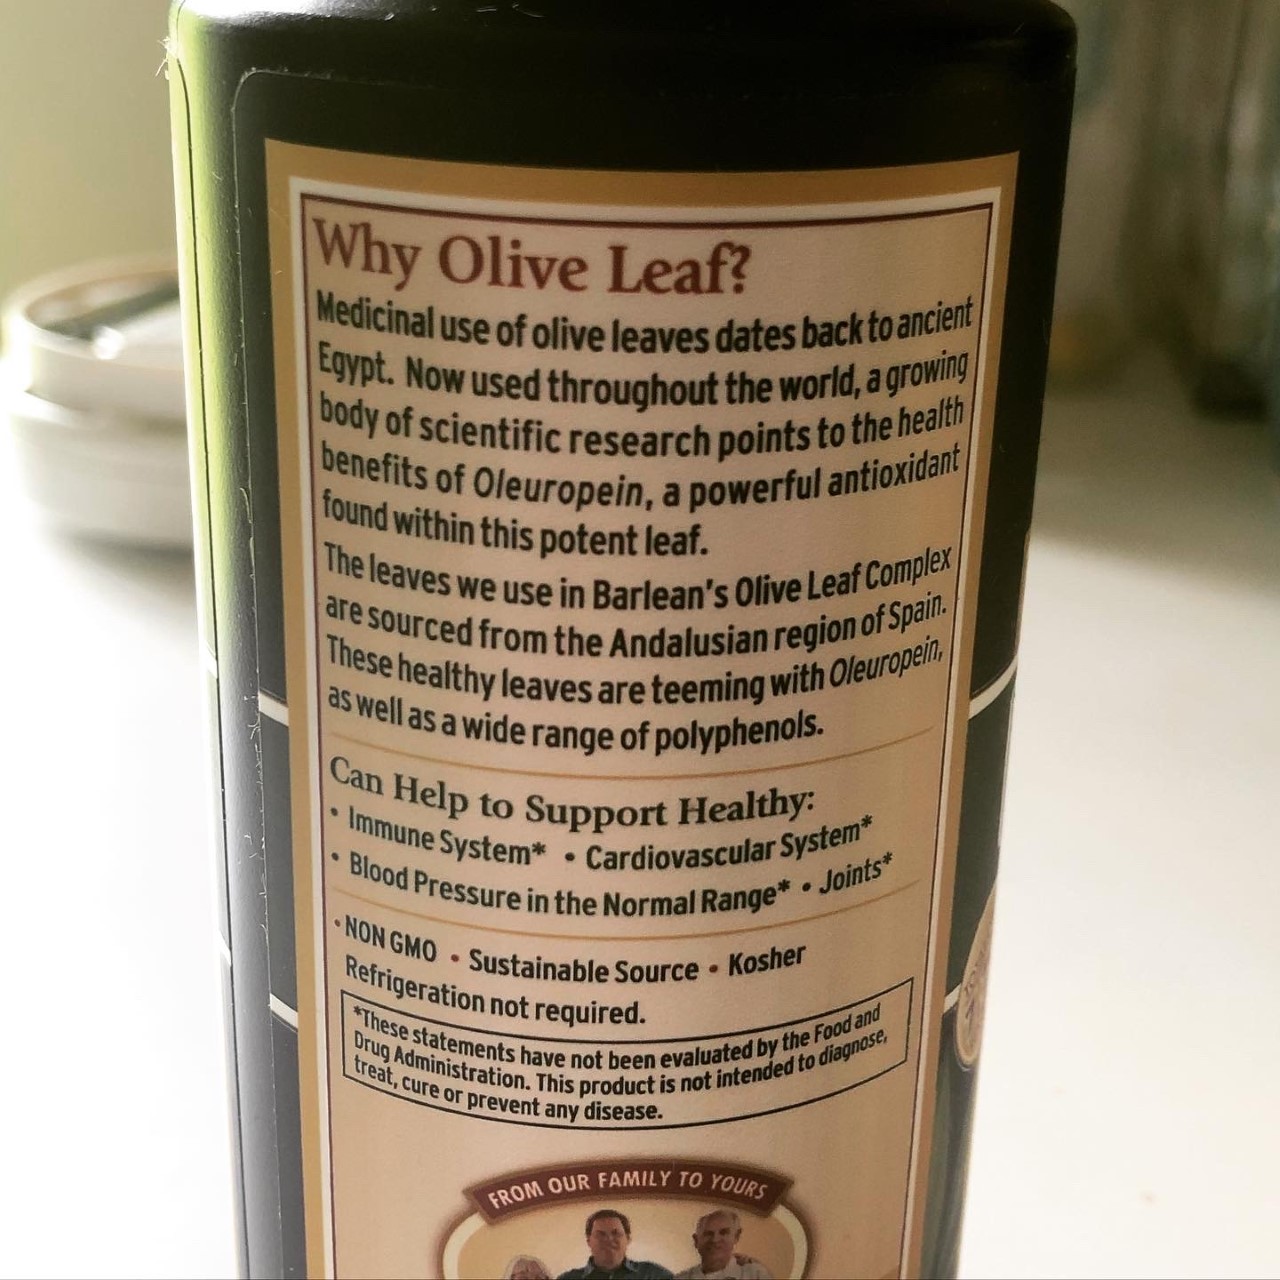 Why Olive Leaf?
Medicinal use of olive leaves dates back to ancient
Egypt. Now used throughout the world, a growing
body of scientific research points to the health
benefits of Oleuropein, a powerful antioxidant
found within this potent leaf.
The leaves we use in Barlean's Olive Leaf Complex
are sourced from the Andalusian region of Spain.
These healthy leaves are teeming with Oleuropein,
as well as a wide range of polyphenols.
Can Help to Support Healthy:
• Immune System* • Cardiovascular System*
• Blood Pressure in the Normal Range* • Joints*
• NON GMO • Sustainable Source • Kosher
Refrigeration not required.
*These statements have not been evaluated by the Food and
Drug Administration. This product is not intended to diagnose,
treat, cure or prevent any disease.
FROM OUR FAMILY TO YOURS